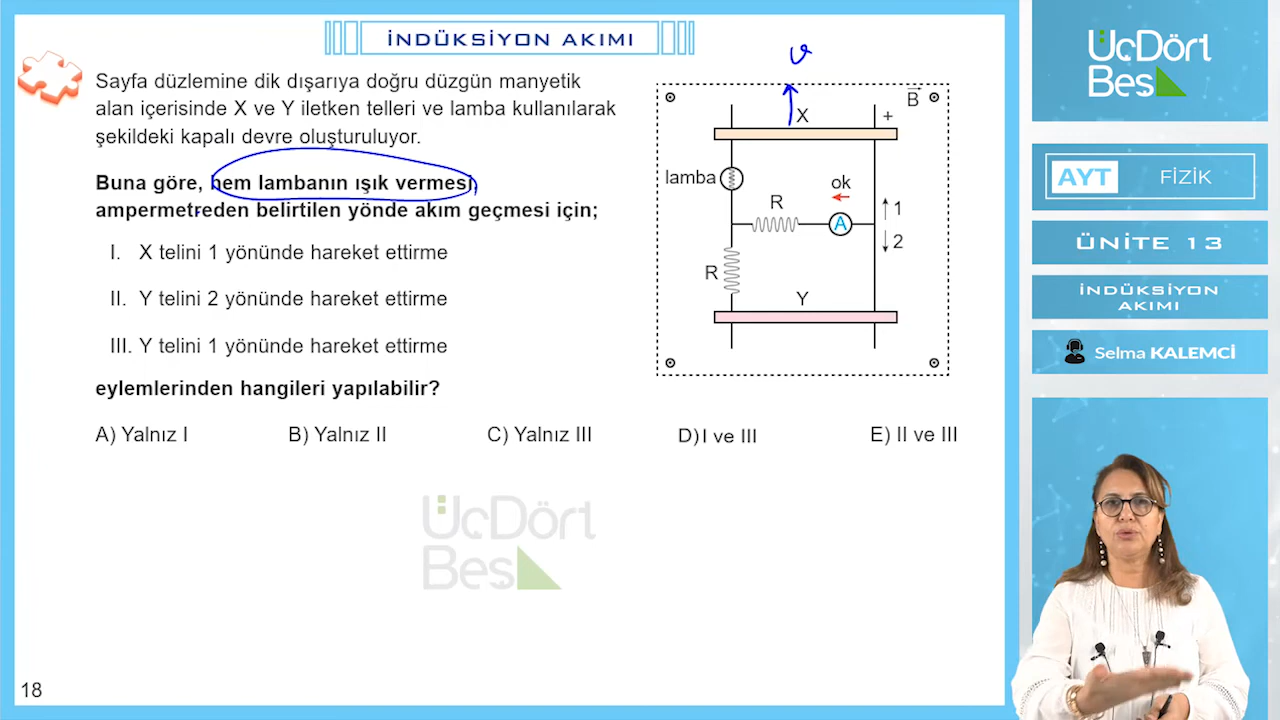 İNDÜKSİYON AKIMI
Sayfa düzlemine dik dışarıya doğru düzgün manyetik
alan içerisinde X ve Y iletken telleri ve lamba kullanılarak
şekildeki kapalı devre oluşturuluyor.
Buna göre, hem lambanın ışık vermesi,
ampermetreden belirtilen yönde akım geçmesi için;
I. X telini 1 yönünde hareket ettirme
II. Y telini 2 yönünde hareket ettirme
III. Y telini 1 yönünde hareket ettirme
eylemlerinden hangileri yapılabilir?
A) Yalnız I B) Yalnız II C) Yalnız III D) I ve III E) II ve III
v
B
X +
lamba
ok
R
A
1
2
R
Y
ÜçDört
Beş
18
ÜçDört
Beş
AYT FİZİK
ÜNİTE 13
İNDÜKSİYON
AKIMI
Selma KALEMCİ